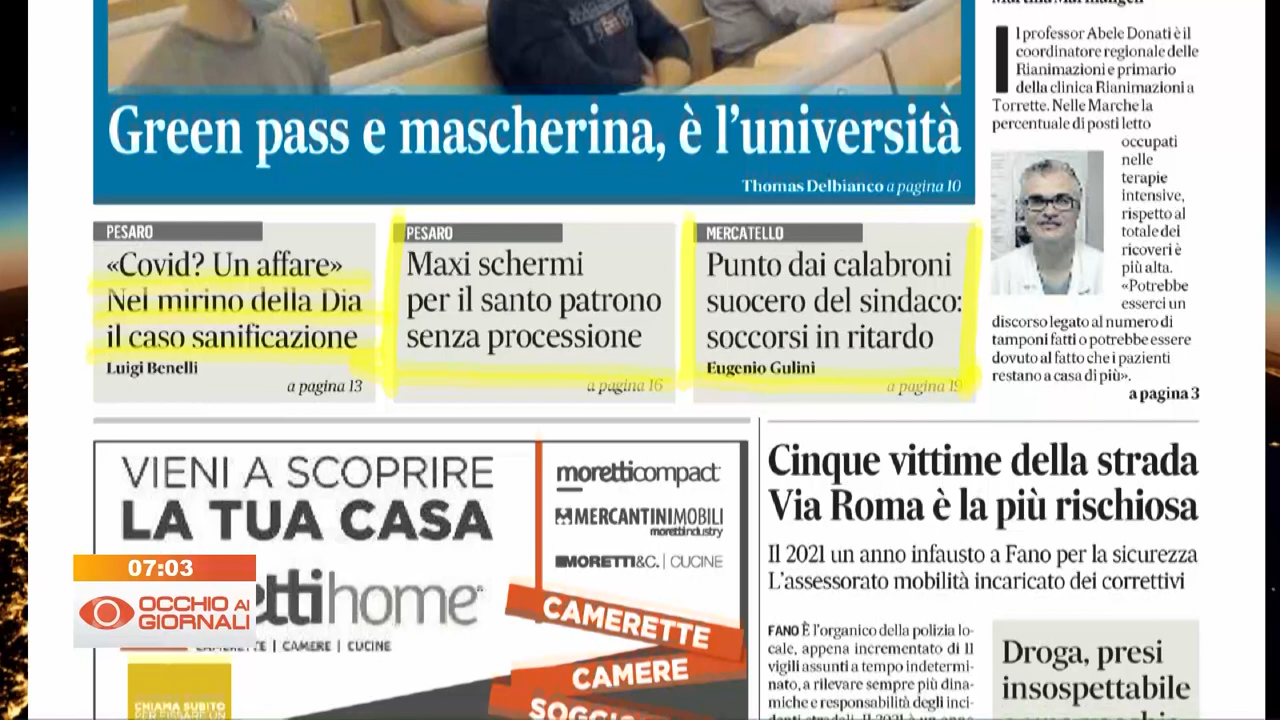 Green pass e mascherina, è l'università
Thomas Delbianco a pagina 10
PESARO
«Covid? Un affare»
Nel mirino della Dia
il caso sanificazione
Luigi Benelli
a pagina 13
PESARO
Maxi schermi
per il santo patrono
senza processione
a pagina 16
MERCATELLO
Punto dai calabroni
suocero del sindaco:
soccorsi in ritardo
Eugenio Gulini
a pagina 19
Il professor Abele Donati è il
coordinatore regionale delle
Rianimazioni e primario
della clinica Rianimazioni a
Torrette. Nelle Marche la
percentuale di posti letto
occupati
nelle
terapie
intensive,
rispetto al
totale dei
ricoveri è
più alta.
«Potrebbe
esserci un
discorso legato al numero di
tamponi fatti o potrebbe essere
dovuto al fatto che i pazienti
restano a casa di più».
a pagina 3
VIENI A SCOPRIRE
LA TUA CASA
home
CAMERE | CUCINE
CHIAMA SUBITO
moretticompact
MERCANTINIMOBILI
morettindustry
MORETTI&C. | CUCINE
CAMERETTE
CAMERE
Cinque vittime della strada
Via Roma è la più rischiosa
Il 2021 un anno infausto a Fano per la sicurezza
L'assessorato mobilità incaricato dei correttivi
FANO È l'organico della polizia lo-
cale, appena incrementato di 11
vigili assunti a tempo indetermi-
nato, a rilevare sempre più dina-
miche e responsabilità degli inci-
Droga, presi
insospettabile
07:03
OCCHIO AI
GIORNALI